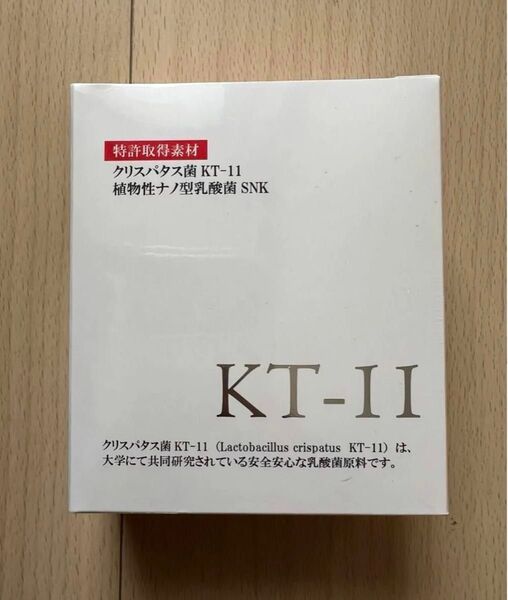 特許取得素材
クリスパタス菌 KT-11
植物性ナノ型乳酸菌 SNK
KT-11
クリスパタス菌 KT-11（Lactobacillus crispatus KT-11）は、
大学にて共同研究されている安全安心な乳酸菌原料です。